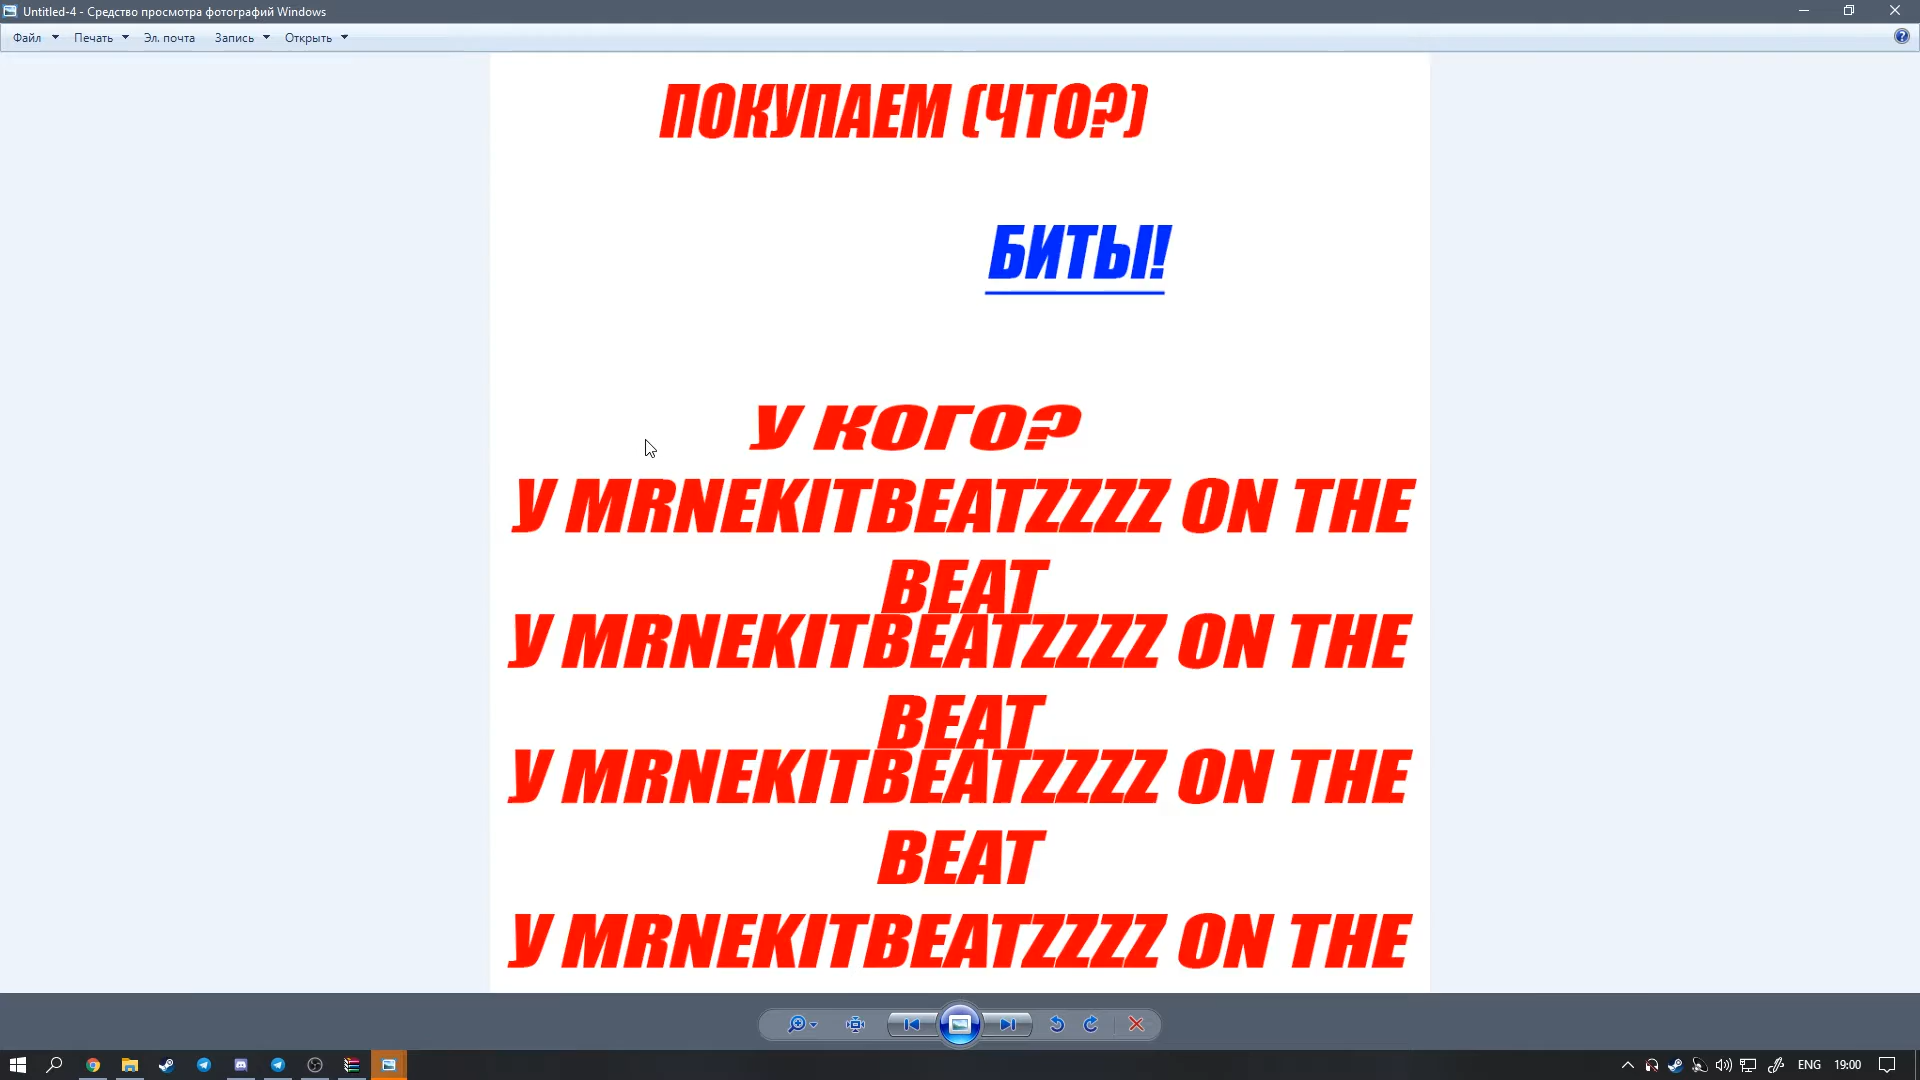 Untitled-4 - Средство просмотра фотографий Windows
Файл Печать Эл. почта Запись Открыть
ПОКУПАЕМ (ЧТО?)
БИТЫ!
У КОГО?
У MRNEKITBEATZZZZ ON THE
BEAT
У MRNEKITBEATZZZZ ON THE
BEAT
У MRNEKITBEATZZZZ ON THE
BEAT
У MRNEKITBEATZZZZ ON THE
ENG 19:00